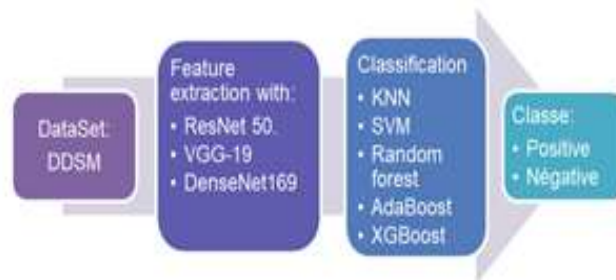 DataSet:
DDSM
Feature
extraction with:
• ResNet 50.
• VGG-19
• DenseNet169
Classification
• KNN
• SVM
• Random
forest
• AdaBoost
• XGBoost
Classe:
• Positive
• Négative